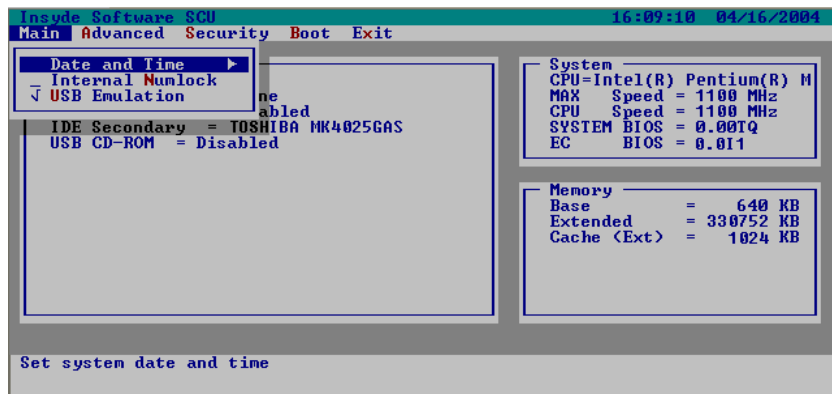 Insyde Software SCU 16:09:10 04/16/2004
Main Advanced Security Boot Exit
Date and Time
Internal Numlock
√ USB Emulation
ne
abled
IDE Secondary = TOSHIBA MK4025GAS
USB CD-ROM = Disabled
System
CPU=Intel(R) Pentium(R) M
MAX Speed = 1100 MHz
CPU Speed = 1100 MHz
SYSTEM BIOS = 0.00TQ
EC BIOS = 0.0I1
Memory
Base = 640 KB
Extended = 330752 KB
Cache (Ext) = 1024 KB
Set system date and time